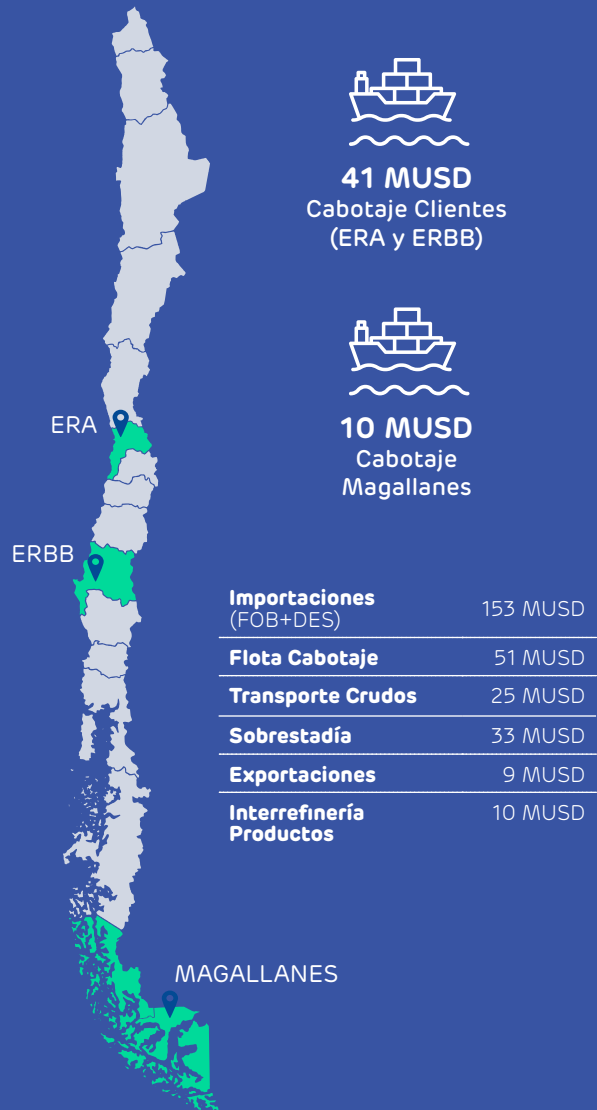 41 MUSD
Cabotaje Clientes
(ERA y ERBB)
10 MUSD
Cabotaje
Magallanes
ERA
ERBB
MAGALLANES
Importaciones
(FOB+DES) 153 MUSD
Flota Cabotaje 51 MUSD
Transporte Crudos 25 MUSD
Sobrestadía 33 MUSD
Exportaciones 9 MUSD
Interrefinería 10 MUSD
Productos